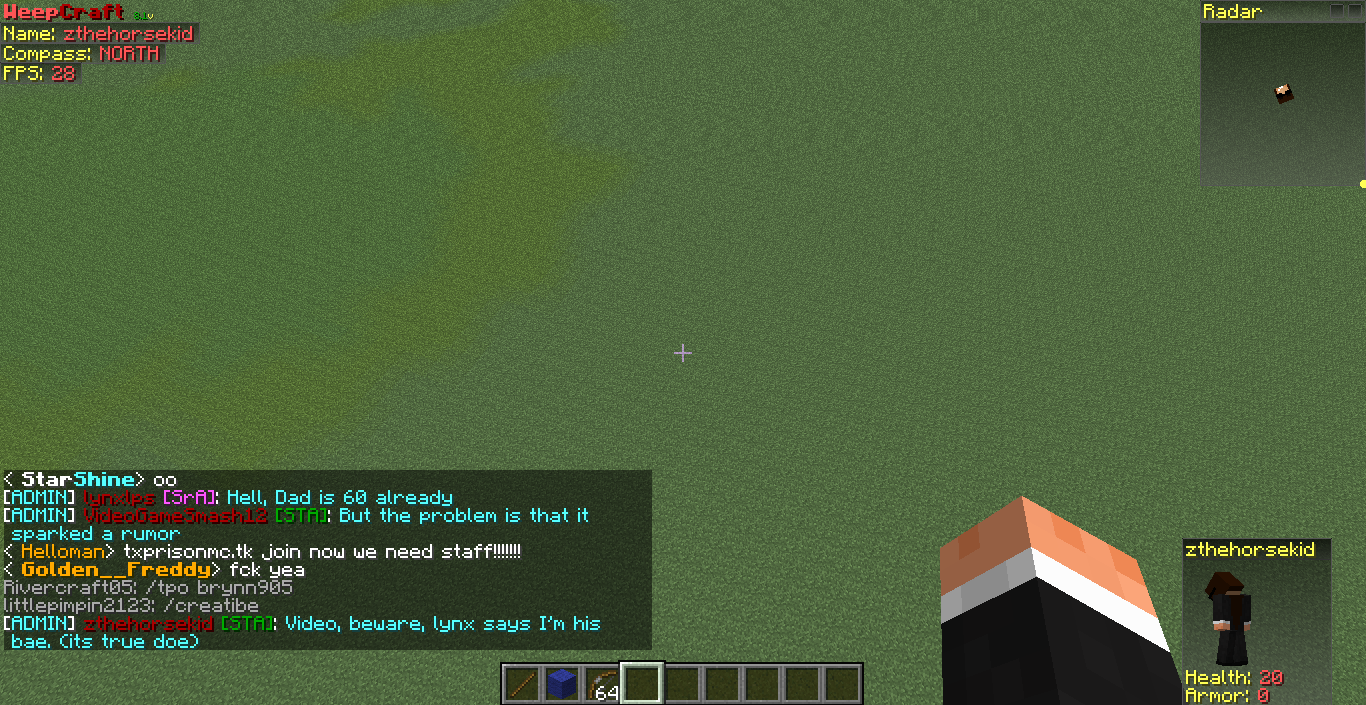 WeepCraft
Name: zthehorsekid
Compass: NORTH
FPS: 28
Radar
< StarShine> oo
[ADMIN] lynxlps [SrA]: Hell, Dad is 60 already
[ADMIN] VideoGameSmash12 [STA]: But the problem is that it
sparked a rumor
< Helloman> txprisonmc.tk join now we need staff!!!!!!!
< Golden__Freddy> fck yea
Rivercraft05: /tpo brynn905
littlepimpin2123: /creatibe
[ADMIN] zthehorsekid [STA]: Video, beware, lynx says I'm his
bae. (its true doe)
64
zthehorsekid
Health: 20
Armor: 0